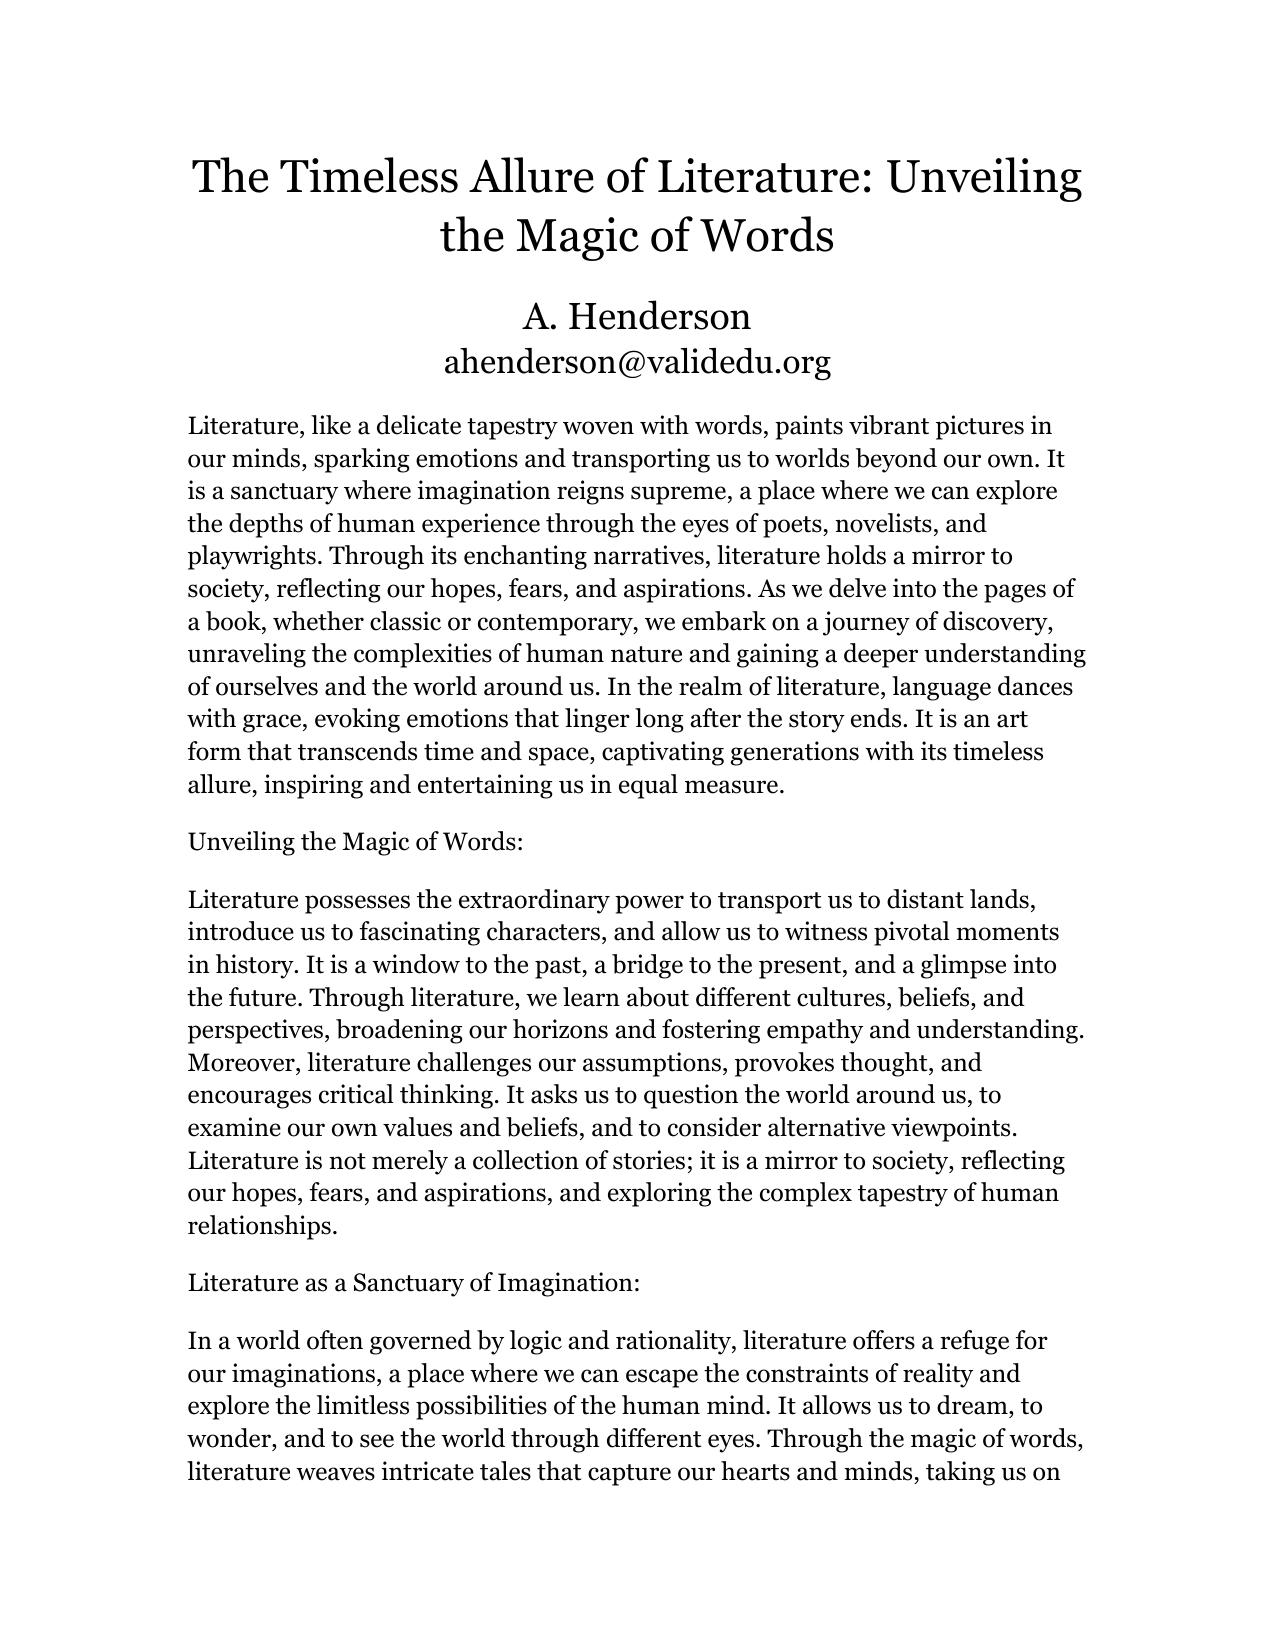 The Timeless Allure of Literature: Unveiling
the Magic of Words
A. Henderson
ahenderson@validedu.org
Literature, like a delicate tapestry woven with words, paints vibrant pictures in
our minds, sparking emotions and transporting us to worlds beyond our own. It
is a sanctuary where imagination reigns supreme, a place where we can explore
the depths of human experience through the eyes of poets, novelists, and
playwrights. Through its enchanting narratives, literature holds a mirror to
society, reflecting our hopes, fears, and aspirations. As we delve into the pages of
a book, whether classic or contemporary, we embark on a journey of discovery,
unraveling the complexities of human nature and gaining a deeper understanding
of ourselves and the world around us. In the realm of literature, language dances
with grace, evoking emotions that linger long after the story ends. It is an art
form that transcends time and space, captivating generations with its timeless
allure, inspiring and entertaining us in equal measure.
Unveiling the Magic of Words:
Literature possesses the extraordinary power to transport us to distant lands,
introduce us to fascinating characters, and allow us to witness pivotal moments
in history. It is a window to the past, a bridge to the present, and a glimpse into
the future. Through literature, we learn about different cultures, beliefs, and
perspectives, broadening our horizons and fostering empathy and understanding.
Moreover, literature challenges our assumptions, provokes thought, and
encourages critical thinking. It asks us to question the world around us, to
examine our own values and beliefs, and to consider alternative viewpoints.
Literature is not merely a collection of stories; it is a mirror to society, reflecting
our hopes, fears, and aspirations, and exploring the complex tapestry of human
relationships.
Literature as a Sanctuary of Imagination:
In a world often governed by logic and rationality, literature offers a refuge for
our imaginations, a place where we can escape the constraints of reality and
explore the limitless possibilities of the human mind. It allows us to dream, to
wonder, and to see the world through different eyes. Through the magic of words,
literature weaves intricate tales that capture our hearts and minds, taking us on